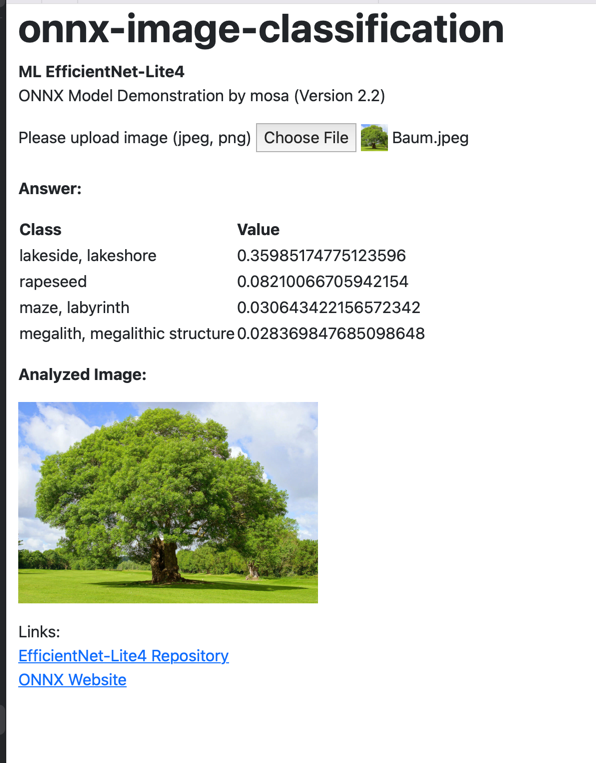 onnx-image-classification
ML EfficientNet-Lite4
ONNX Model Demonstration by mosa (Version 2.2)
Please upload image (jpeg, png) Choose File Baum.jpeg
Answer:
Class Value
lakeside, lakeshore 0.35985174775123596
rapeseed 0.08210066705942154
maze, labyrinth 0.030643422156572342
megalith, megalithic structure 0.028369847685098648
Analyzed Image:
Links:
EfficientNet-Lite4 Repository
ONNX Website